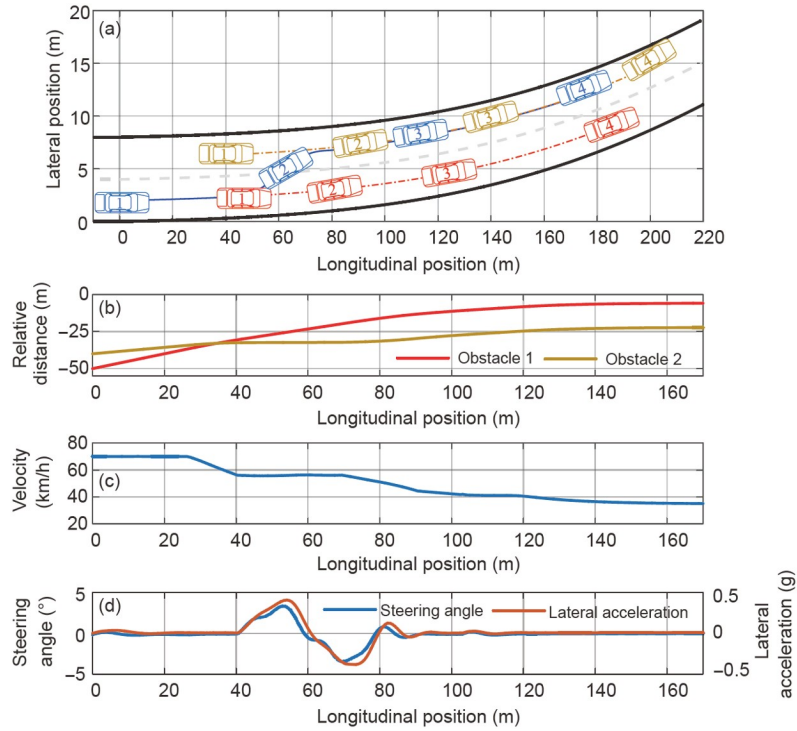 (a)
20
15
10
5
0
Lateral position (m)
1 1 2 2 2 3 3 3 4 4 4
0 20 40 60 80 100 120 140 160 180 200 220
Longitudinal position (m)
(b)
0
−25
−50
Relative
distance (m)
Obstacle 1 Obstacle 2
0 20 40 60 80 100 120 140 160
Longitudinal position (m)
80
60
40
20
Velocity
(km/h)
(c)
0 20 40 60 80 100 120 140 160
Longitudinal position (m)
(d)
5
0
−5
Steering
angle (°)
Steering angle Lateral acceleration
0.5
0
−0.5
Lateral
acceleration (g)
0 20 40 60 80 100 120 140 160
Longitudinal position (m)